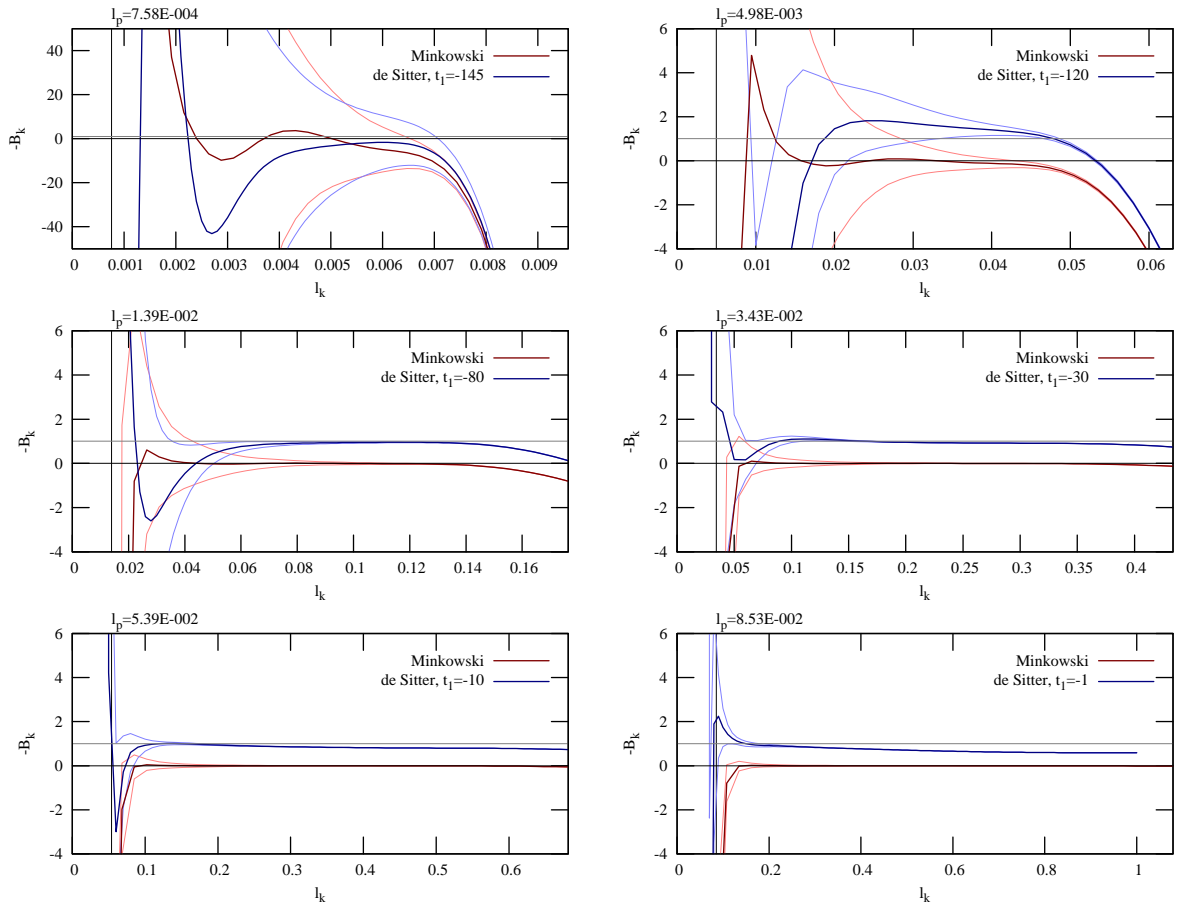 l_p=7.58E-004
Minkowski
de Sitter, t_1=-145
-B_k
40
20
0
-20
-40
0 0.001 0.002 0.003 0.004 0.005 0.006 0.007 0.008 0.009
l_k
l_p=4.98E-003
Minkowski
de Sitter, t_1=-120
-B_k
6
4
2
0
-2
-4
0 0.01 0.02 0.03 0.04 0.05 0.06
l_k
l_p=1.39E-002
Minkowski
de Sitter, t_1=-80
-B_k
6
4
2
0
-2
-4
0 0.02 0.04 0.06 0.08 0.1 0.12 0.14 0.16
l_k
l_p=3.43E-002
Minkowski
de Sitter, t_1=-30
-B_k
6
4
2
0
-2
-4
0 0.05 0.1 0.15 0.2 0.25 0.3 0.35 0.4
l_k
l_p=5.39E-002
Minkowski
de Sitter, t_1=-10
-B_k
6
4
2
0
-2
-4
0 0.1 0.2 0.3 0.4 0.5 0.6
l_k
l_p=8.53E-002
Minkowski
de Sitter, t_1=-1
-B_k
6
4
2
0
-2
-4
0 0.2 0.4 0.6 0.8 1
l_k